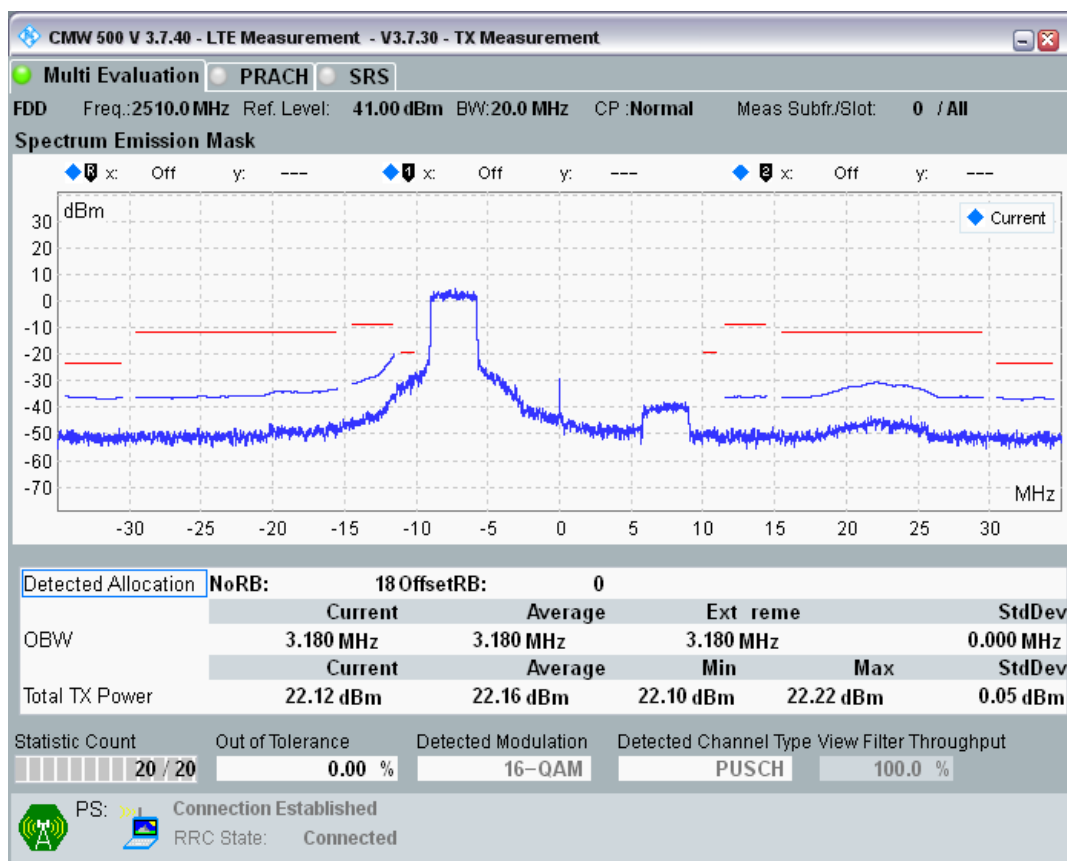 CMW 500 V 3.7.40 - LTE Measurement - V3.7.30 - TX Measurement
Multi Evaluation PRACH SRS
FDD Freq.:2510.0 MHz Ref. Level: 41.00 dBm BW:20.0 MHz CP :Normal Meas Subfr./Slot: 0 / All
Spectrum Emission Mask
R x: Off y: --- 1 x: Off y: --- 2 x: Off y: ---
dBm
Current
30
20
10
0
-10
-20
-30
-40
-50
-60
-70
MHz
-30 -25 -20 -15 -10 -5 0 5 10 15 20 25 30
Detected Allocation NoRB: 18 OffsetRB: 0
Current Average Ext reme StdDev
OBW 3.180 MHz 3.180 MHz 3.180 MHz 0.000 MHz
Current Average Min Max StdDev
Total TX Power 22.12 dBm 22.16 dBm 22.10 dBm 22.22 dBm 0.05 dBm
Statistic Count Out of Tolerance Detected Modulation Detected Channel Type View Filter Throughput
20 / 20 0.00 % 16-QAM PUSCH 100.0 %
PS: Connection Established
RRC State: Connected